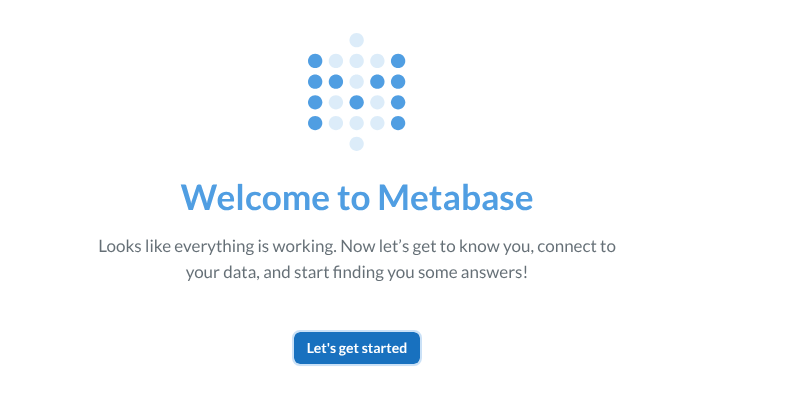 Welcome to Metabase
Looks like everything is working. Now let’s get to know you, connect to
your data, and start finding you some answers!
Let's get started